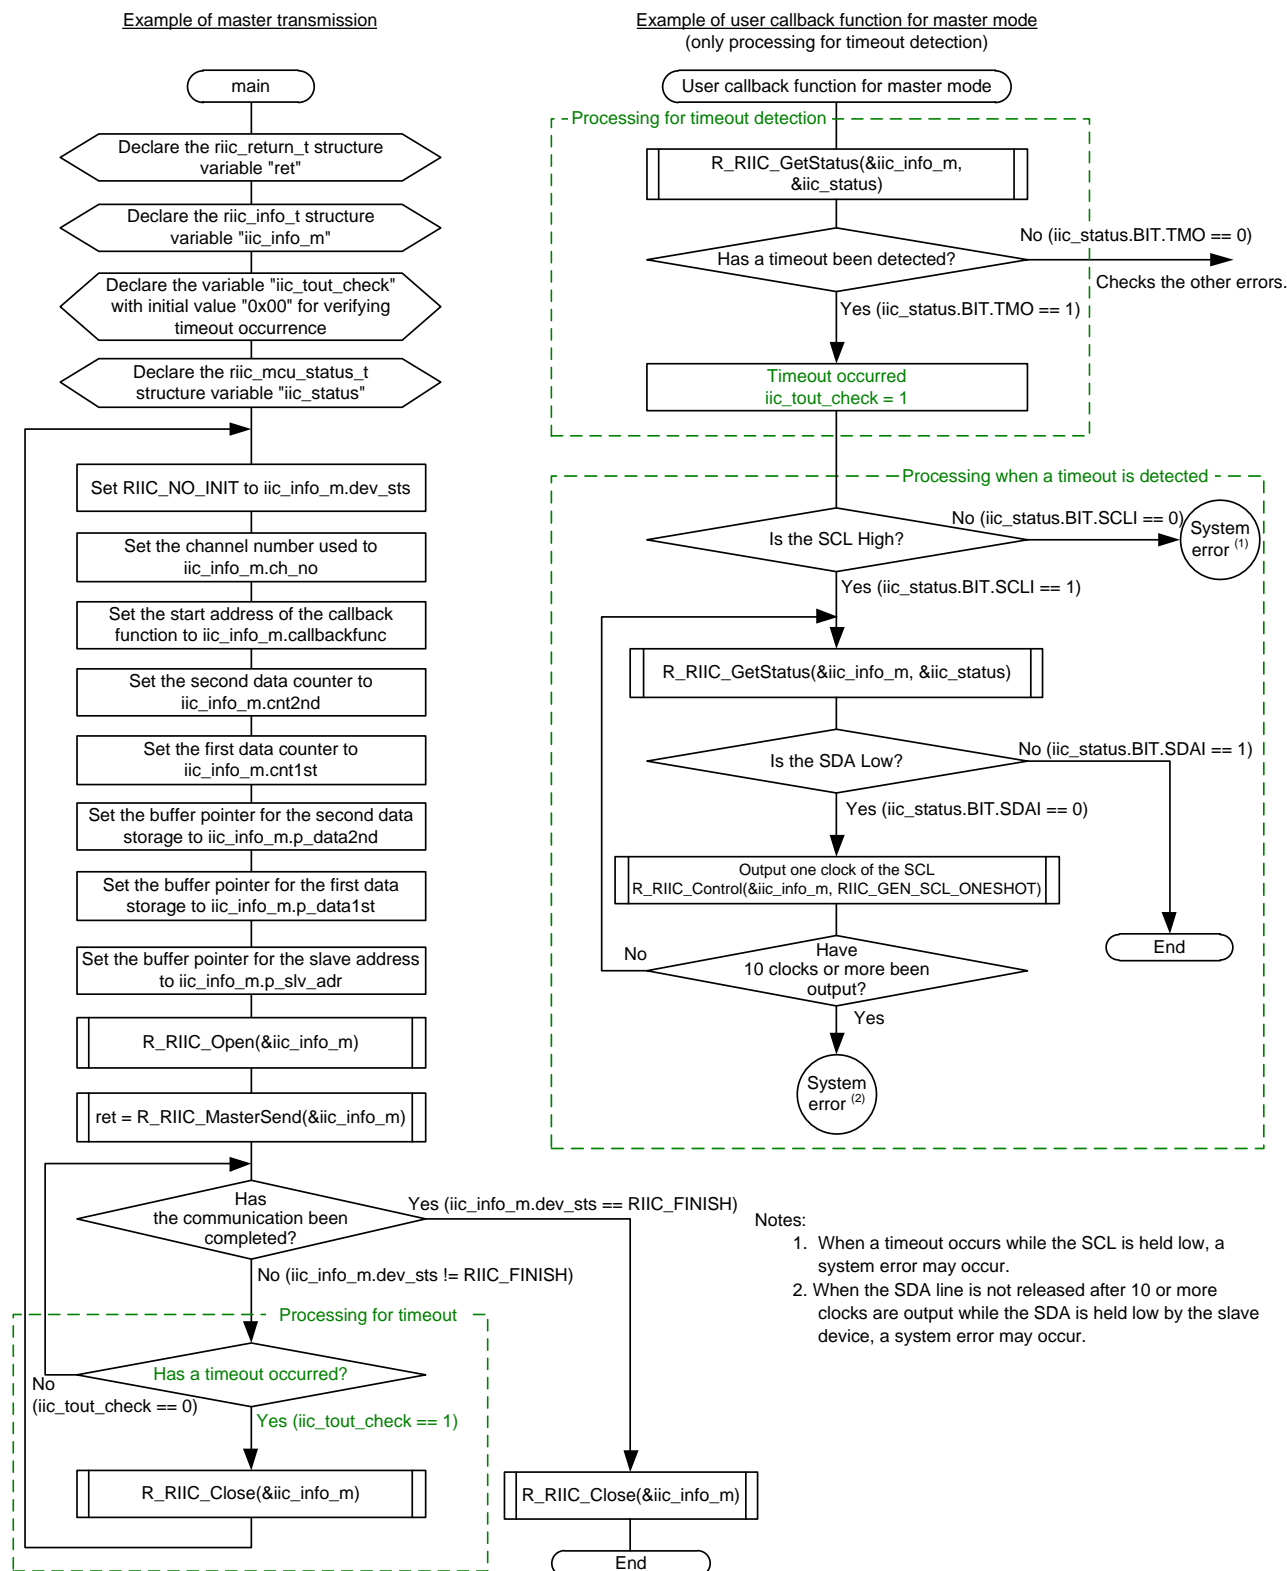 Example of master transmission
main
Declare the riic_return_t structure
variable "ret"
Declare the riic_info_t structure
variable "iic_info_m"
Declare the variable "iic_tout_check"
with initial value "0x00" for verifying
timeout occurrence
Declare the riic_mcu_status_t
structure variable "iic_status"
Set RIIC_NO_INIT to iic_info_m.dev_sts
Set the channel number used to
iic_info_m.ch_no
Set the start address of the callback
function to iic_info_m.callbackfunc
Set the second data counter to
iic_info_m.cnt2nd
Set the first data counter to
iic_info_m.cnt1st
Set the buffer pointer for the second data
storage to iic_info_m.p_data2nd
Set the buffer pointer for the first data
storage to iic_info_m.p_data1st
Set the buffer pointer for the slave address
to iic_info_m.p_slv_adr
R_RIIC_Open(&iic_info_m)
ret = R_RIIC_MasterSend(&iic_info_m)
Has
the communication been
completed?
Yes (iic_info_m.dev_sts == RIIC_FINISH)
No (iic_info_m.dev_sts != RIIC_FINISH)
Processing for timeout
Has a timeout occurred?
No
(iic_tout_check == 0)
Yes (iic_tout_check == 1)
R_RIIC_Close(&iic_info_m)
R_RIIC_Close(&iic_info_m)
End
Example of user callback function for master mode
(only processing for timeout detection)
User callback function for master mode
Processing for timeout detection
R_RIIC_GetStatus(&iic_info_m,
&iic_status)
Has a timeout been detected?
No (iic_status.BIT.TMO == 0)
Checks the other errors.
Yes (iic_status.BIT.TMO == 1)
Timeout occurred
iic_tout_check = 1
Processing when a timeout is detected
Is the SCL High?
No (iic_status.BIT.SCLI == 0)
System
error (1)
Yes (iic_status.BIT.SCLI == 1)
R_RIIC_GetStatus(&iic_info_m, &iic_status)
Is the SDA Low?
No (iic_status.BIT.SDAI == 1)
Yes (iic_status.BIT.SDAI == 0)
Output one clock of the SCL
R_RIIC_Control(&iic_info_m, RIIC_GEN_SCL_ONESHOT)
Have
10 clocks or more been
output?
No
End
Yes
System
error (2)
Notes:
1. When a timeout occurs while the SCL is held low, a
system error may occur.
2. When the SDA line is not released after 10 or more
clocks are output while the SDA is held low by the slave
device, a system error may occur.